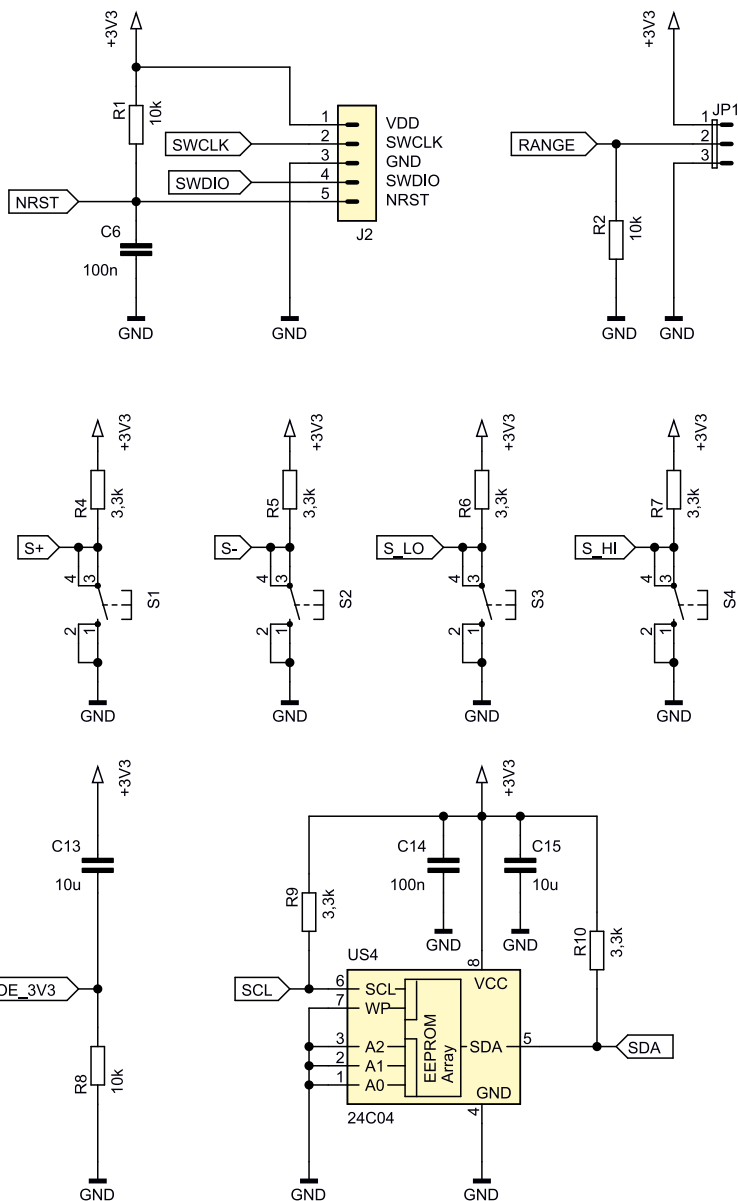 +3V3
R1
10k
SWCLK
SWDIO
NRST
C6
100n
1
2
3
4
5
VDD
SWCLK
GND
SWDIO
NRST
J2
GND
GND
+3V3
JP1
RANGE
1
2
3
R2
10k
GND
GND
+3V3
R4
3,3k
S+
4
3
2
1
S1
GND
+3V3
R5
3,3k
S-
4
3
2
1
S2
GND
+3V3
R6
3,3k
S_LO
4
3
2
1
S3
GND
+3V3
R7
3,3k
S_HI
4
3
2
1
S4
GND
+3V3
C13
10u
OE_3V3
R8
10k
GND
+3V3
C14
100n
GND
C15
10u
GND
R9
3,3k
R10
3,3k
US4
SCL
6 SCL
7 WP
3 A2
2 A1
1 A0
EEPROM
Array
8
VCC
SDA 5
SDA
GND
4
24C04
GND
GND